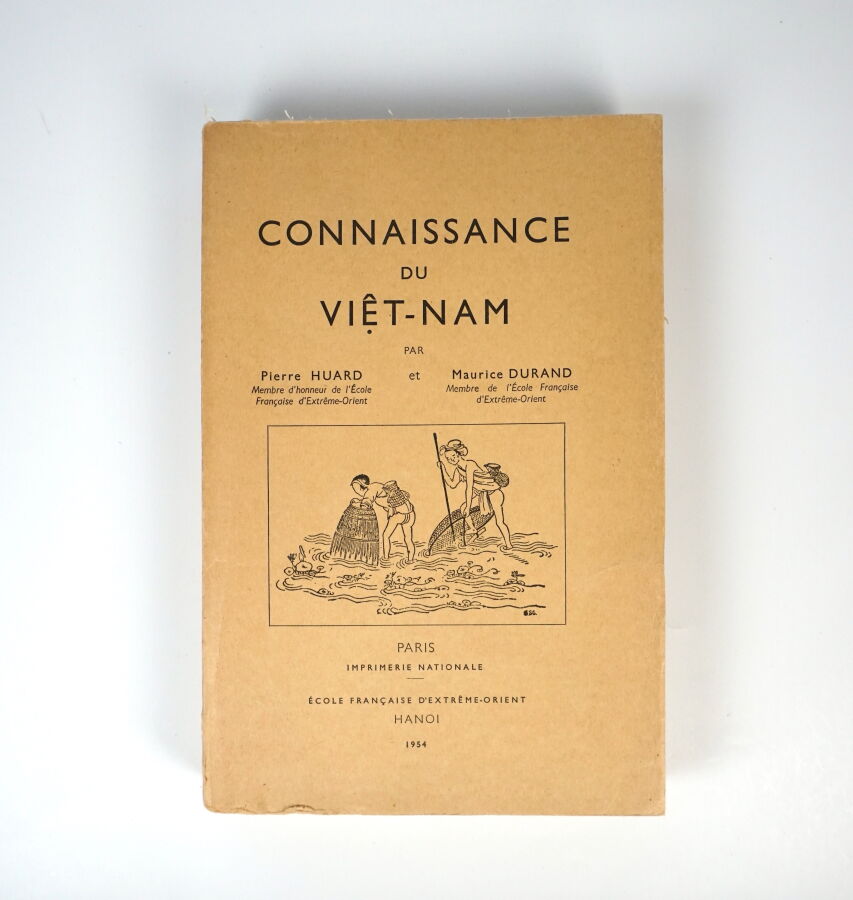 CONNAISSANCE
DU
VIỆT-NAM
PAR
Pierre HUARD et Maurice DURAND
Membre d'honneur de l'École Membre de l'École Française
Française d'Extrême-Orient d'Extrême-Orient
PARIS
IMPRIMERIE NATIONALE
ÉCOLE FRANÇAISE D'EXTRÊME-ORIENT
HANOI
1954